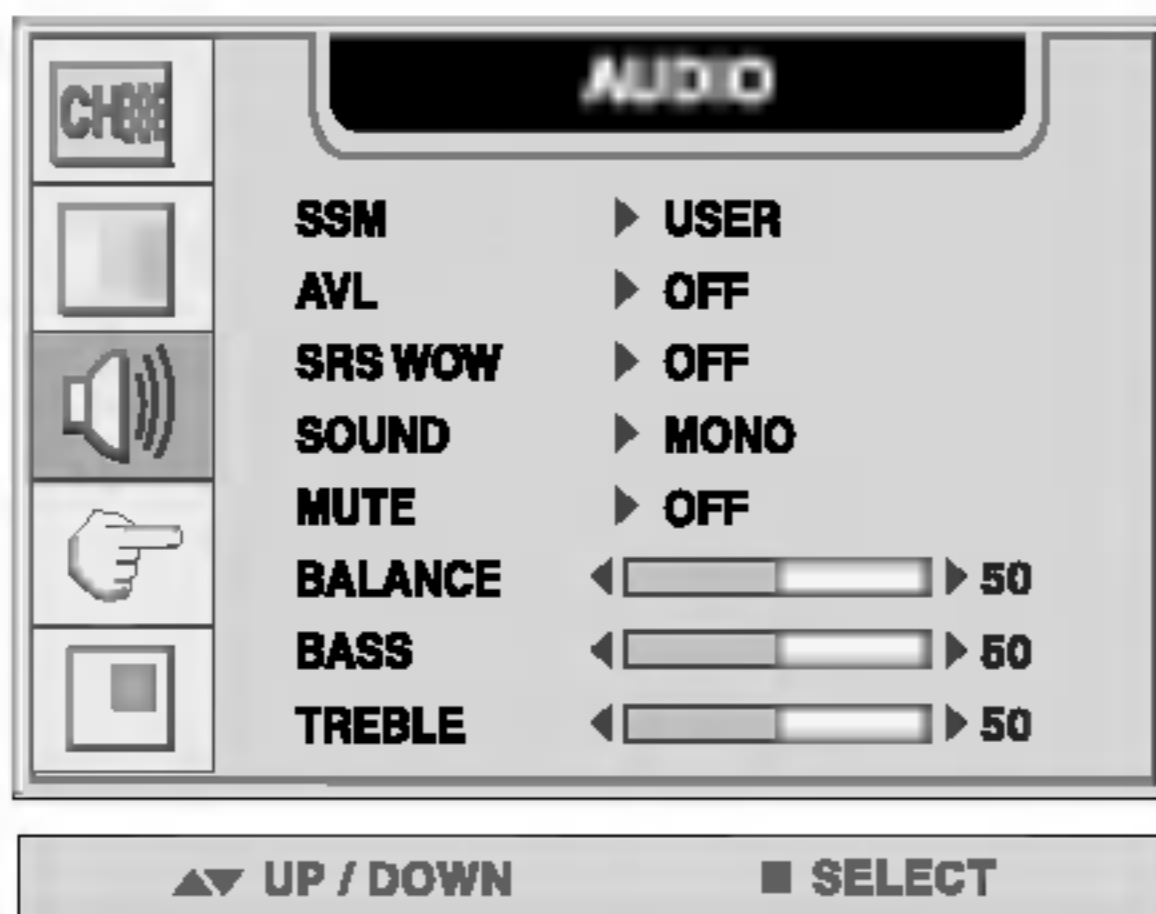 AUDIO
CH
SSM ▶ USER
AVL ▶ OFF
SRS WOW ▶ OFF
SOUND ▶ MONO
MUTE ▶ OFF
BALANCE ◀ ▶ 50
BASS ◀ ▶ 50
TREBLE ◀ ▶ 50
▲▼ UP / DOWN ■ SELECT